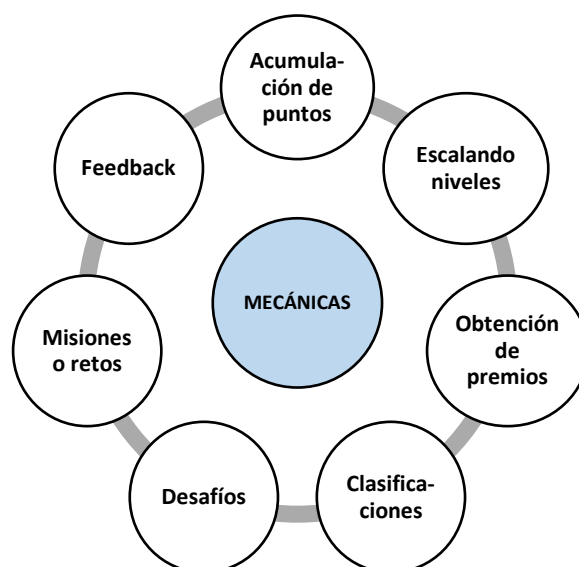 Acumula-
ción de
puntos
Escalando
niveles
Obtención
de
premios
Clasifica-
ciones
Desafíos
Misiones
o retos
Feedback
MECÁNICAS